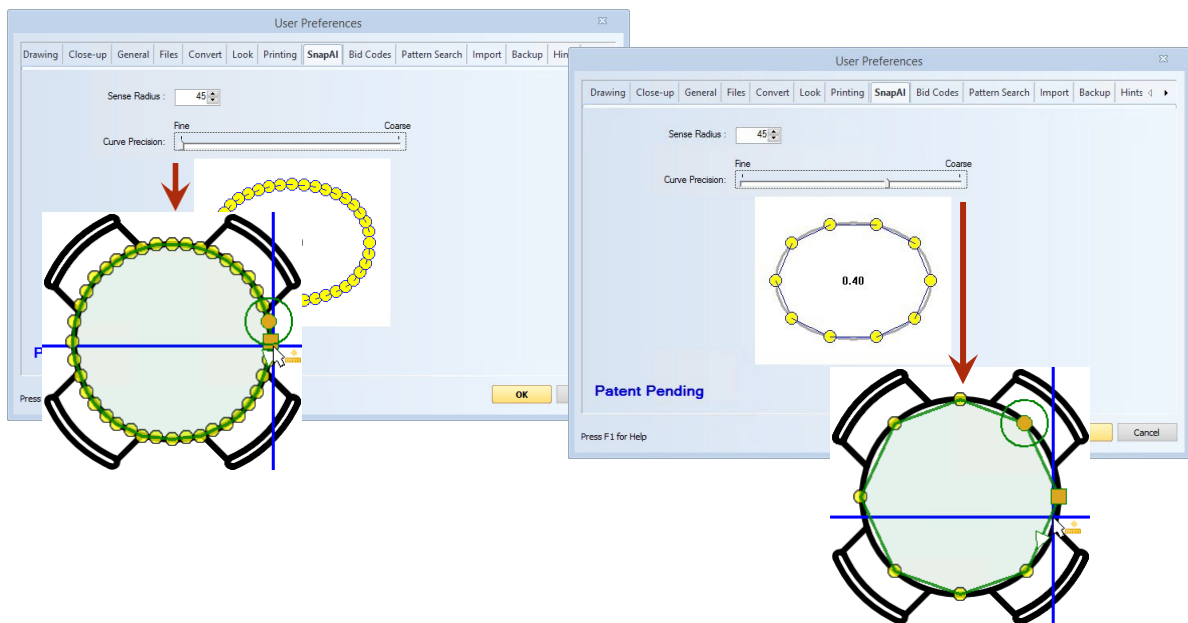 User Preferences
Drawing Close-up General Files Convert Look Printing SnapAI Bid Codes Pattern Search Import Backup
Sense Radius : 45
Fine Coarse
Curve Precision:
P
Press
OK
User Preferences
Drawing Close-up General Files Convert Look Printing SnapAI Bid Codes Pattern Search Import Backup Hints
Sense Radius : 45
Fine Coarse
Curve Precision:
0.40
Patent Pending
Press F1 for Help
Cancel